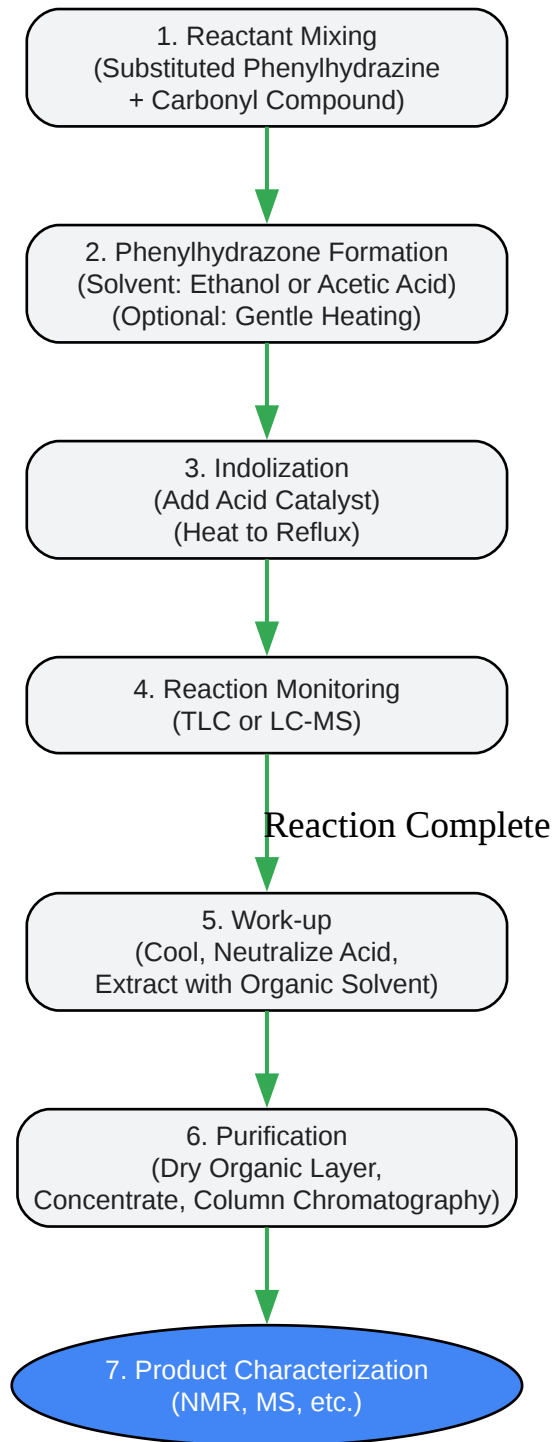 1. Reactant Mixing
(Substituted Phenylhydrazine
+ Carbonyl Compound)
2. Phenylhydrazone Formation
(Solvent: Ethanol or Acetic Acid)
(Optional: Gentle Heating)
3. Indolization
(Add Acid Catalyst)
(Heat to Reflux)
4. Reaction Monitoring
(TLC or LC-MS)
Reaction Complete
5. Work-up
(Cool, Neutralize Acid,
Extract with Organic Solvent)
6. Purification
(Dry Organic Layer,
Concentrate, Column Chromatography)
7. Product Characterization
(NMR, MS, etc.)